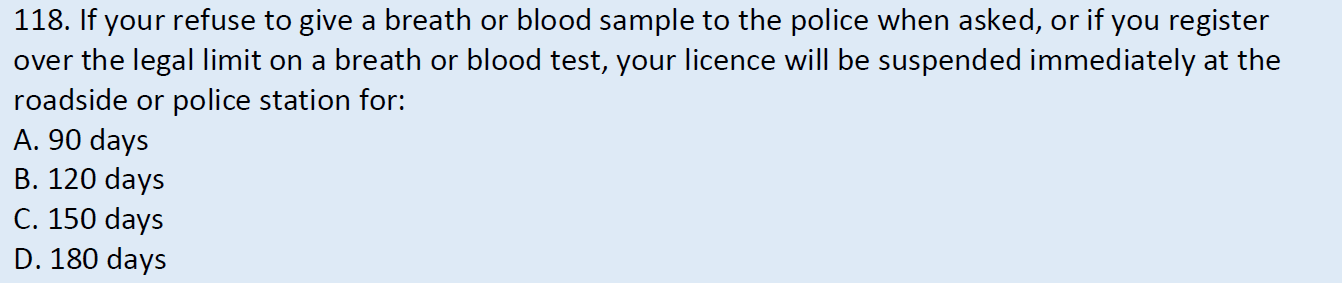 118. If your refuse to give a breath or blood sample to the police when asked, or if you register
over the legal limit on a breath or blood test, your licence will be suspended immediately at the
roadside or police station for:
A. 90 days
B. 120 days
C. 150 days
D. 180 days